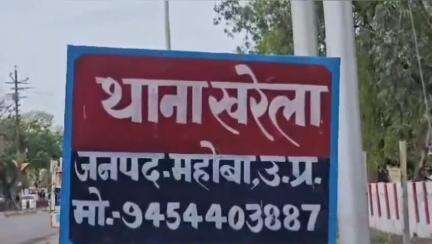 थाना खरेला
जनपद-महोबा,उ.प्र.
मो.-9454403887